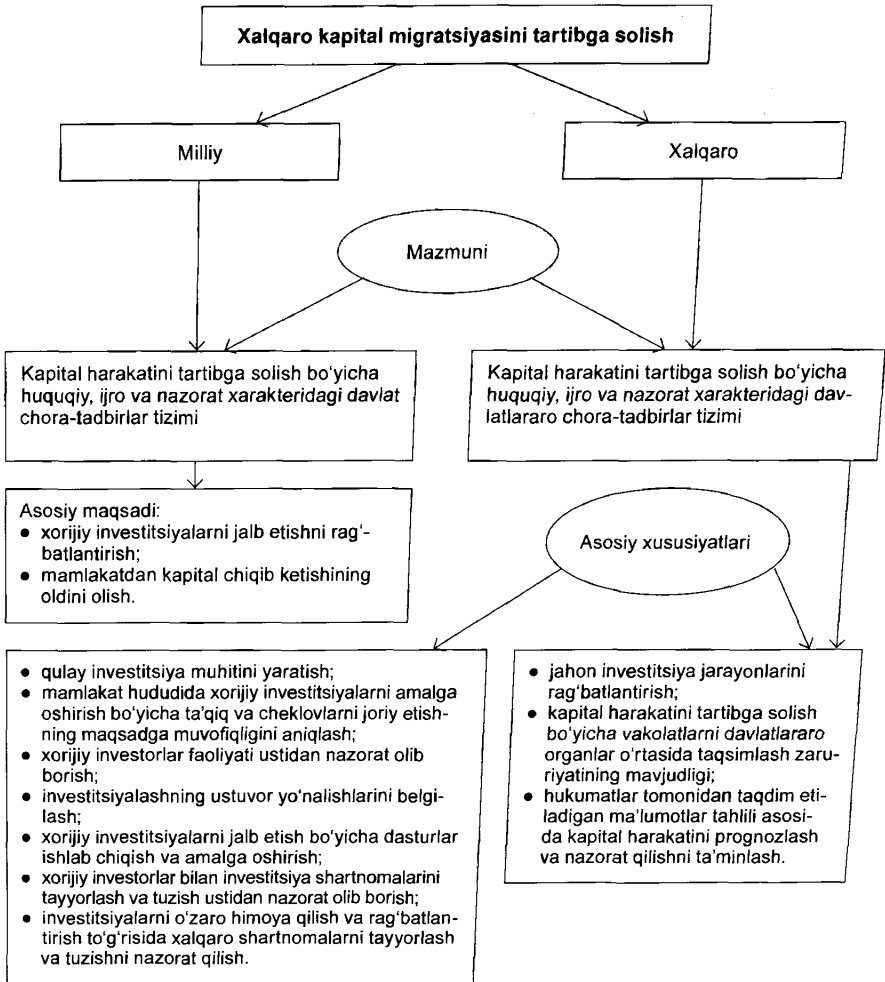 Xalqaro kapital migratsiyasini tartibga solish
Milliy
Xalqaro
Mazmuni
Kapital harakatini tartibga solish bo‘yicha
huquqiy, ijro va nazorat xarakteridagi davlat
chora-tadbirlar tizimi
Kapital harakatini tartibga solish bo‘yicha
huquqiy, ijro va nazorat xarakteridagi dav-
latlararo chora-tadbirlar tizimi
Asosiy maqsadi:
• xorijiy investitsiyalarni jalb etishni rag‘-
batlantirish;
• mamlakatdan kapital chiqib ketishining
oldini olish.
Asosiy xususiyatlari
• qulay investitsiya muhitini yaratish;
• mamlakat hududida xorijiy investitsiyalarni amalga
oshirish bo‘yicha ta’qiq va cheklovlarni joriy etish-
ning maqsadga muvofiqligini aniqlash;
• xorijiy investorlar faoliyati ustidan nazorat olib
borish;
• investitsiyalashning ustuvor yo‘nalishlarini belgi-
lash;
• xorijiy investitsiyalarni jalb etish bo‘yicha dasturlar
ishlab chiqish va amalga oshirish;
• xorijiy investorlar bilan investitsiya shartnomalarini
tayyorlash va tuzish ustidan nazorat olib borish;
• investitsiyalarni o‘zaro himoya qilish va rag‘batlan-
tirish to‘g‘risida xalqaro shartnomalarni tayyorlash
va tuzishni nazorat qilish.
• jahon investitsiya jarayonlarini
rag‘batlantirish;
• kapital harakatini tartibga solish
bo‘yicha vakolatlarni davlatlararo
organlar o‘rtasida taqsimlash zaru-
riyatining mavjudligi;
• hukumatlar tomonidan taqdim eti-
ladigan ma’lumotlar tahlili asosi-
da kapital harakatini prognozlash
va nazorat qilishni ta’minlash.